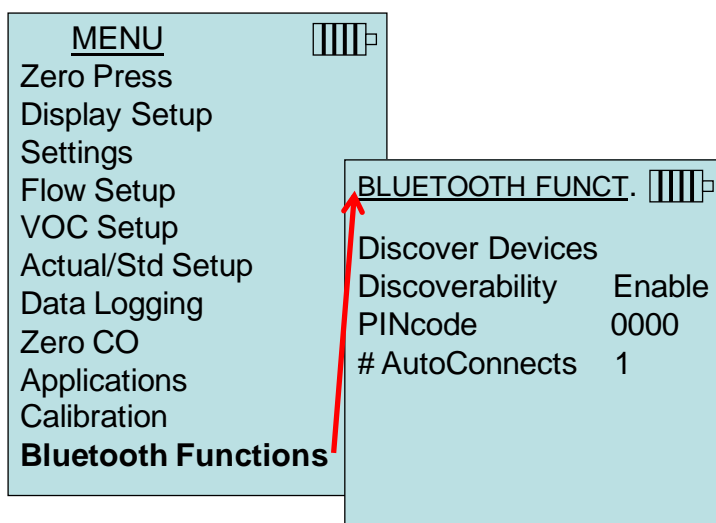 MENU
Zero Press
Display Setup
Settings
Flow Setup
VOC Setup
Actual/Std Setup
Data Logging
Zero CO
Applications
Calibration
Bluetooth Functions
BLUETOOTH FUNCT.
Discover Devices
Discoverability Enable
PINcode 0000
# AutoConnects 1